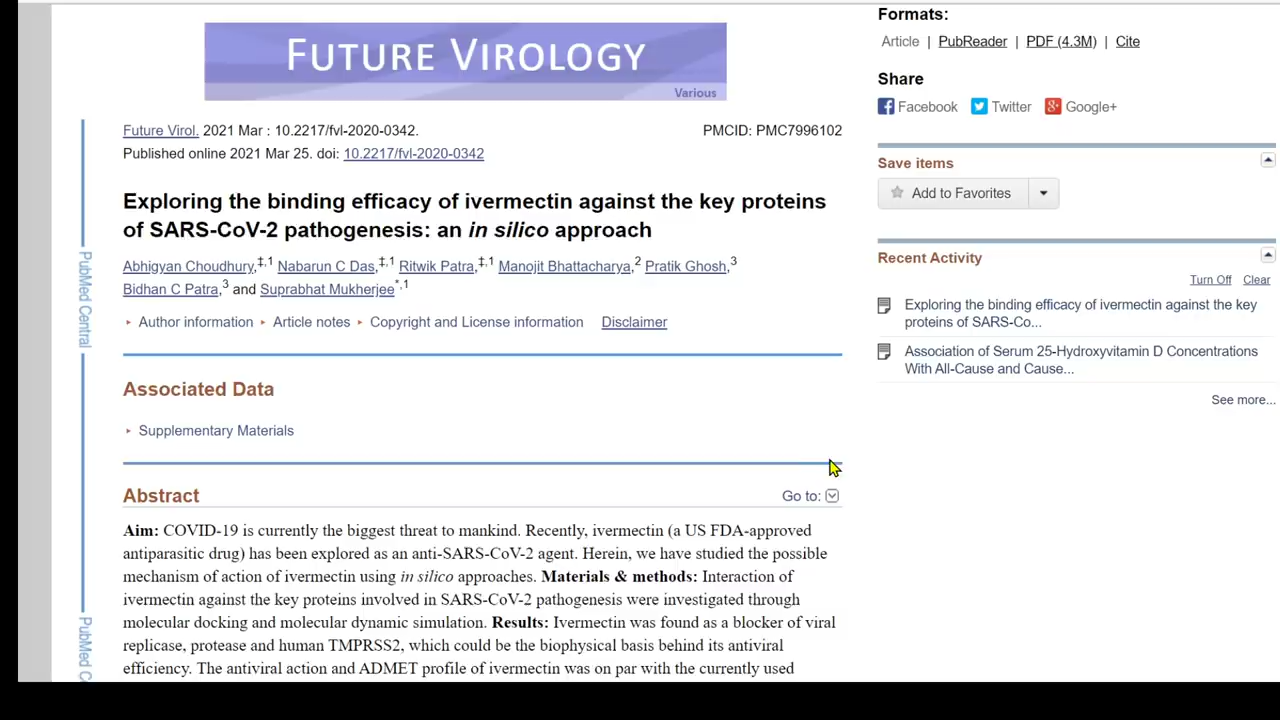 FUTURE VIROLOGY
Various
Future Virol. 2021 Mar : 10.2217/fvl-2020-0342.
PMCID: PMC7996102
Published online 2021 Mar 25. doi: 10.2217/fvl-2020-0342
Exploring the binding efficacy of ivermectin against the key proteins
of SARS-CoV-2 pathogenesis: an in silico approach
Abhigyan Choudhury,‡,1 Nabarun C Das,‡,1 Ritwik Patra,‡,1 Manojit Bhattacharya,2 Pratik Ghosh,3
Bidhan C Patra,3 and Suprabhat Mukherjee*,1
Author information Article notes Copyright and License information Disclaimer
Associated Data
Supplementary Materials
Abstract
Go to:
Aim: COVID-19 is currently the biggest threat to mankind. Recently, ivermectin (a US FDA-approved
antiparasitic drug) has been explored as an anti-SARS-CoV-2 agent. Herein, we have studied the possible
mechanism of action of ivermectin using in silico approaches. Materials & methods: Interaction of
ivermectin against the key proteins involved in SARS-CoV-2 pathogenesis were investigated through
molecular docking and molecular dynamic simulation. Results: Ivermectin was found as a blocker of viral
replicase, protease and human TMPRSS2, which could be the biophysical basis behind its antiviral
efficiency. The antiviral action and ADMET profile of ivermectin was on par with the currently used
PubMed Central
PubMed C
Formats:
Article | PubReader | PDF (4.3M) | Cite
Share
Facebook Twitter Google+
Save items
Add to Favorites
Recent Activity
Turn Off Clear
Exploring the binding efficacy of ivermectin against the key
proteins of SARS-Co...
Association of Serum 25-Hydroxyvitamin D Concentrations
With All-Cause and Cause...
See more...